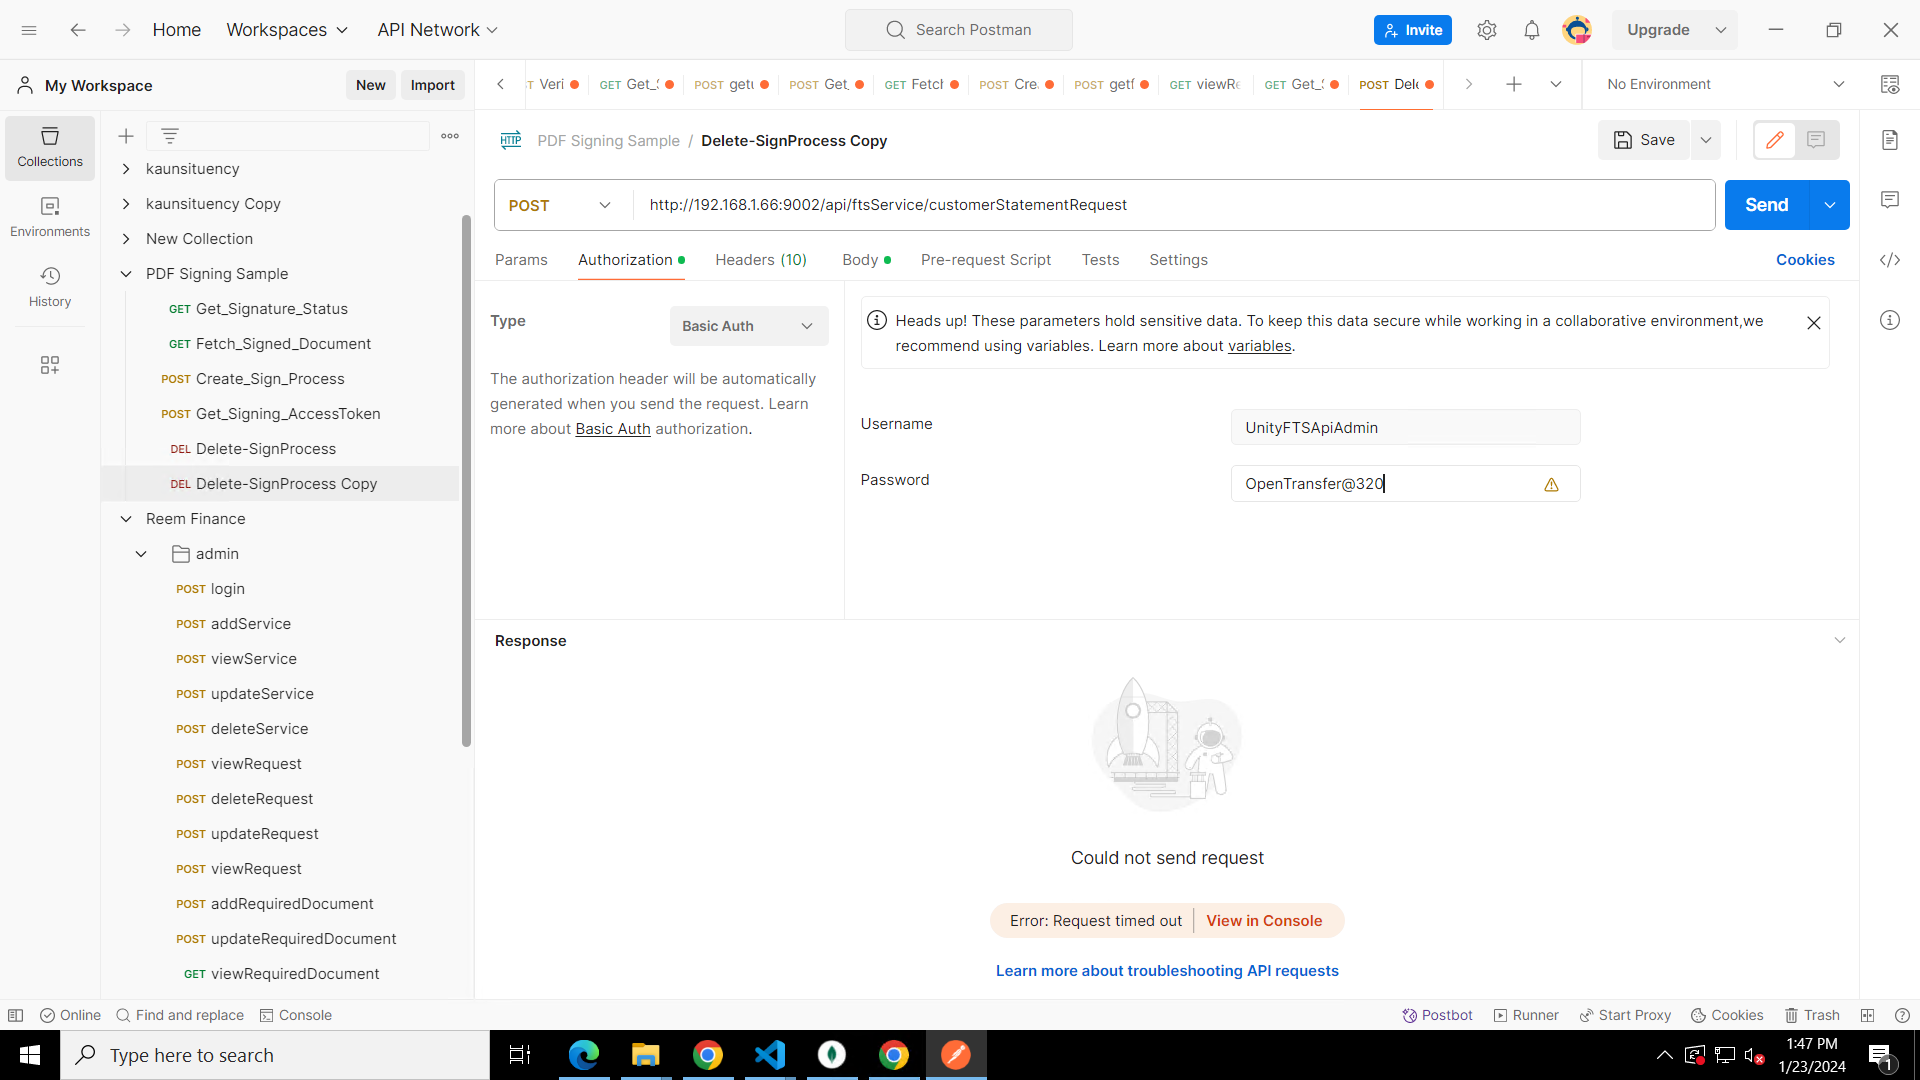 Home
Workspaces
API Network
Search Postman
Invite
Upgrade
My Workspace
New
Import
Veri
GET Get_S
POST getu
POST Get_
GET Fetch
POST Cre
POST getf
GET viewRe
GET Get_S
POST Dele
No Environment
Collections
Environments
History
kaunsituency
kaunsituency Copy
New Collection
PDF Signing Sample
GET Get_Signature_Status
GET Fetch_Signed_Document
POST Create_Sign_Process
POST Get_Signing_AccessToken
DEL Delete-SignProcess
DEL Delete-SignProcess Copy
Reem Finance
admin
POST login
POST addService
POST viewService
POST updateService
POST deleteService
POST viewRequest
POST deleteRequest
POST updateRequest
POST viewRequest
POST addRequiredDocument
POST updateRequiredDocument
GET viewRequiredDocument
HTTP PDF Signing Sample / Delete-SignProcess Copy
Save
POST
http://192.168.1.66:9002/api/ftsService/customerStatementRequest
Send
Params
Authorization
Headers (10)
Body
Pre-request Script
Tests
Settings
Cookies
Type
Basic Auth
The authorization header will be automatically
generated when you send the request. Learn
more about Basic Auth authorization.
Heads up! These parameters hold sensitive data. To keep this data secure while working in a collaborative environment,we
recommend using variables. Learn more about variables.
Username
UnityFTSApiAdmin
Password
OpenTransfer@320
Response
Could not send request
Error: Request timed out
View in Console
Learn more about troubleshooting API requests
Online
Find and replace
Console
Postbot
Runner
Start Proxy
Cookies
Trash
Type here to search
1:47 PM
1/23/2024
1